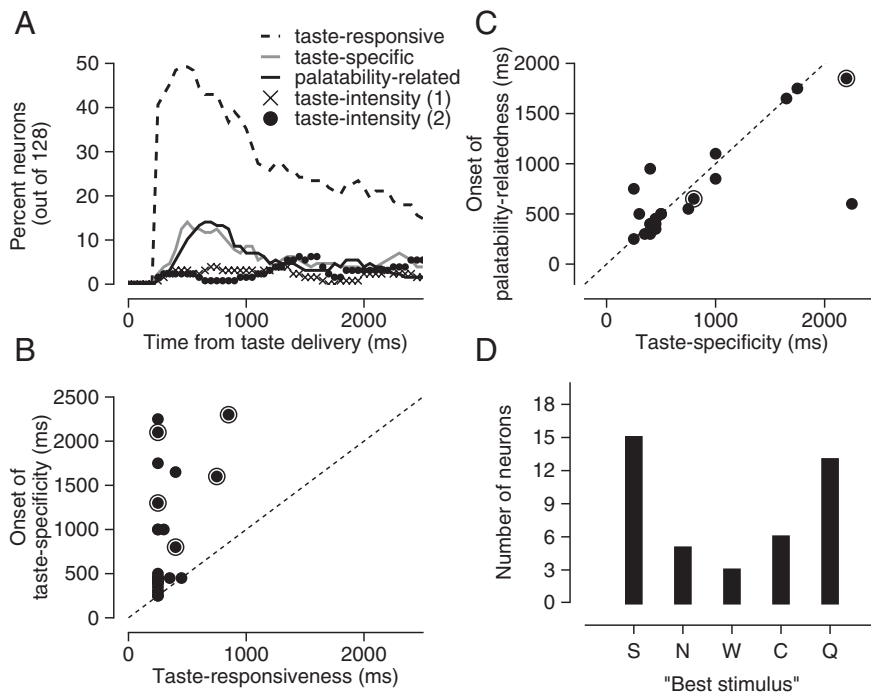 A
taste-responsive
taste-specific
palatability-related
taste-intensity (1)
taste-intensity (2)
Percent neurons
(out of 128)
50
40
30
20
10
0
0
1000
2000
Time from taste delivery (ms)
C
Onset of
palatability-relatedness (ms)
2000
1500
1000
500
0
0
1000
2000
Taste-specificity (ms)
B
Onset of
taste-specificity (ms)
2500
2000
1500
1000
500
0
0
1000
2000
Taste-responsiveness (ms)
D
Number of neurons
18
15
12
9
6
3
0
S
N
W
C
Q
"Best stimulus"